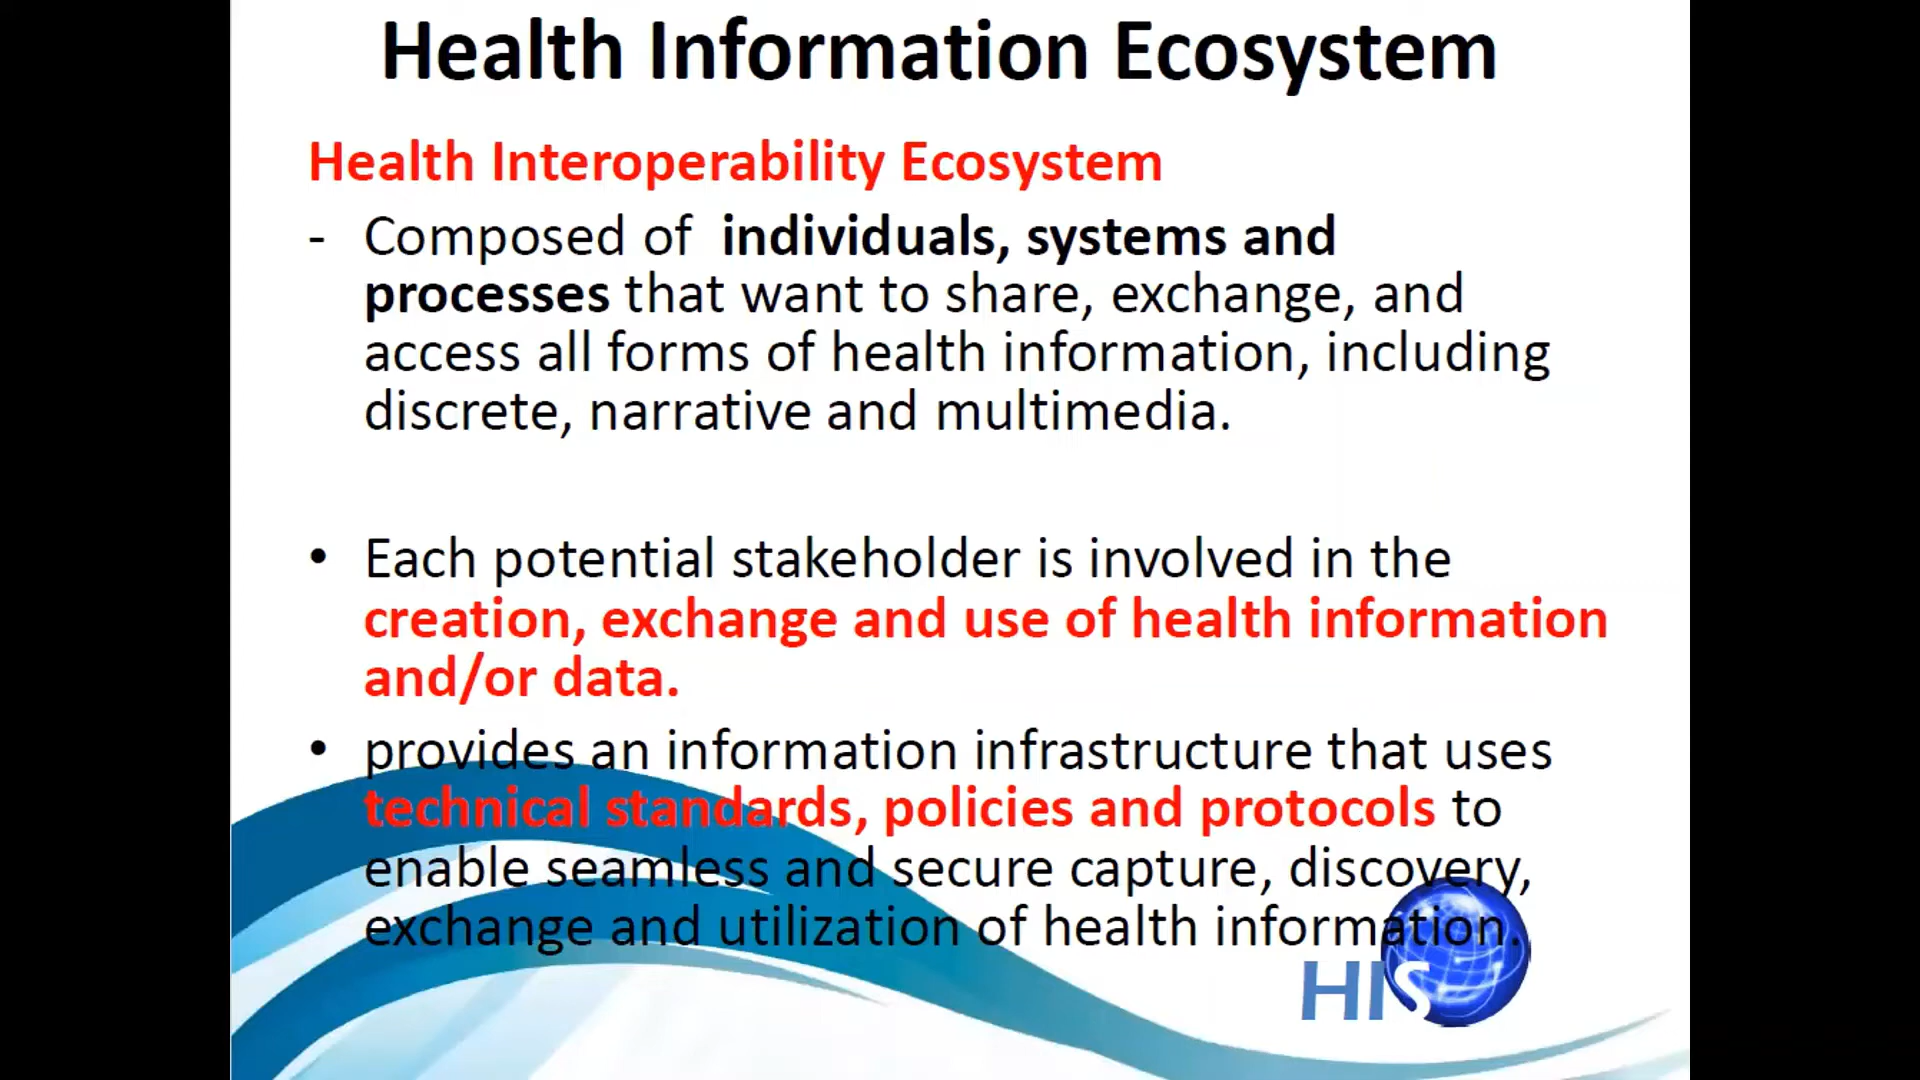 Health Information Ecosystem
Health Interoperability Ecosystem
- Composed of individuals, systems and
processes that want to share, exchange, and
access all forms of health information, including
discrete, narrative and multimedia.
• Each potential stakeholder is involved in the
creation, exchange and use of health information
and/or data.
• provides an information infrastructure that uses
technical standards, policies and protocols to
enable seamless and secure capture, discovery,
exchange and utilization of health information.
HIS